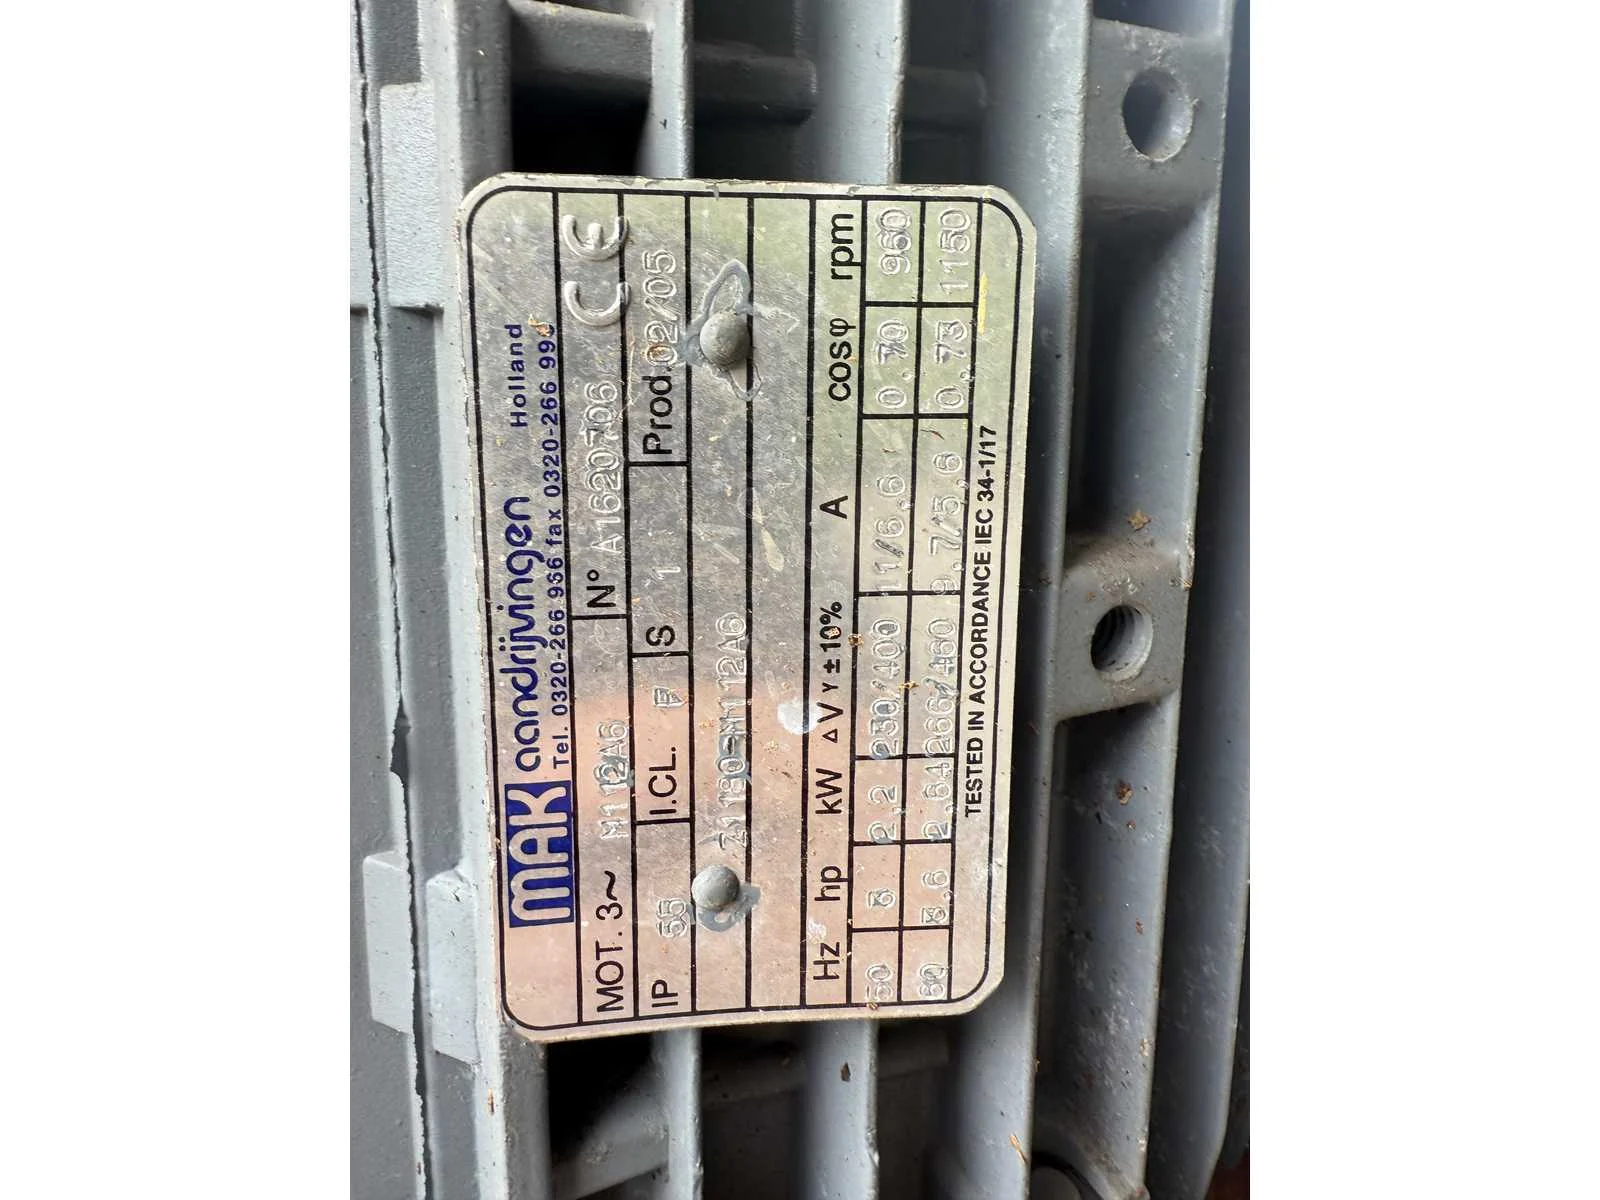 MAK aandrijvingen Holland
Tel. 0320-266 966 fax 0320-266 99
MOT. 3~ M112A6 N° A1620706 CE
IP 55 I.CL. F S 1 Prod. 02/05
Z1180-M112A6
Hz hp kW △ V Y ± 10% A cosφ rpm
50 3 2,2 230/400 11/6,6 0.70 960
60 3,6 2,64 266/460 9.7/5,6 0,73 1150
TESTED IN ACCORDANCE IEC 34-1/17